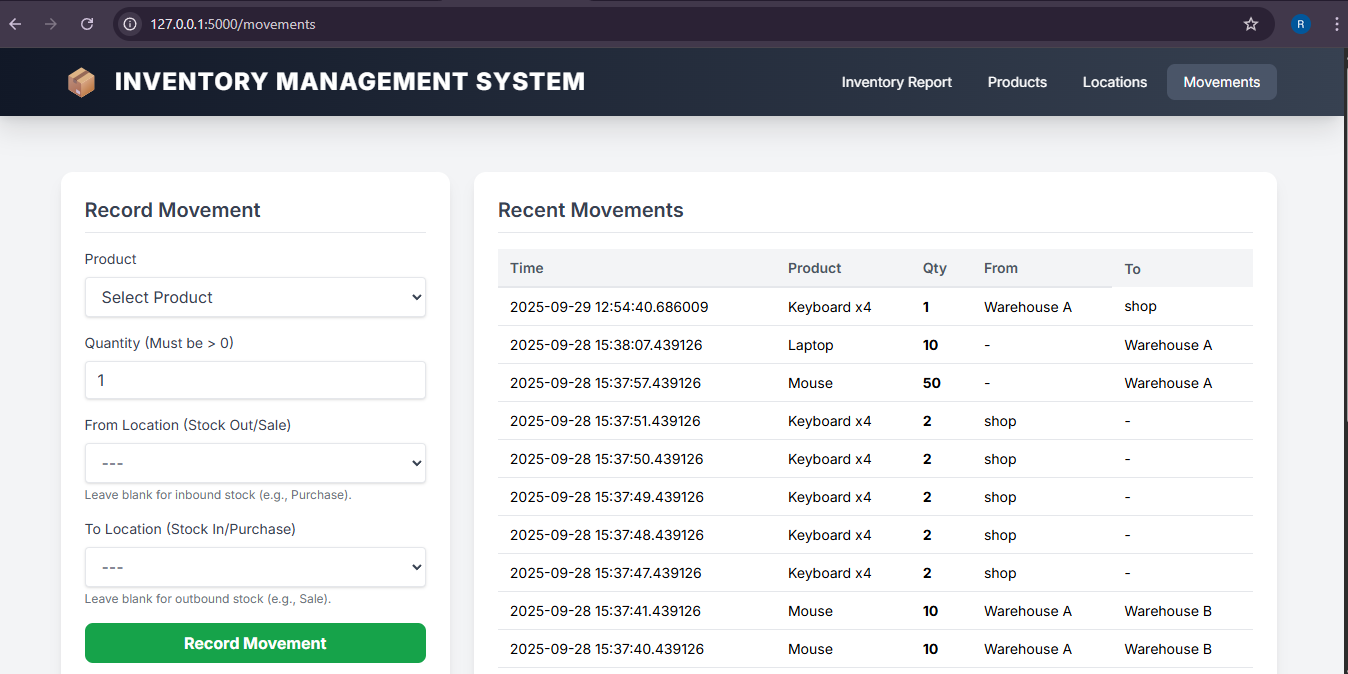 127.0.0.1:5000/movements
R
INVENTORY MANAGEMENT SYSTEM
Inventory Report Products Locations Movements
Record Movement
Product
Select Product
Quantity (Must be > 0)
1
From Location (Stock Out/Sale)
---
Leave blank for inbound stock (e.g., Purchase).
To Location (Stock In/Purchase)
---
Leave blank for outbound stock (e.g., Sale).
Record Movement
Recent Movements
Time Product Qty From To
2025-09-29 12:54:40.686009 Keyboard x4 1 Warehouse A shop
2025-09-28 15:38:07.439126 Laptop 10 - Warehouse A
2025-09-28 15:37:57.439126 Mouse 50 - Warehouse A
2025-09-28 15:37:51.439126 Keyboard x4 2 shop -
2025-09-28 15:37:50.439126 Keyboard x4 2 shop -
2025-09-28 15:37:49.439126 Keyboard x4 2 shop -
2025-09-28 15:37:48.439126 Keyboard x4 2 shop -
2025-09-28 15:37:47.439126 Keyboard x4 2 shop -
2025-09-28 15:37:41.439126 Mouse 10 Warehouse A Warehouse B
2025-09-28 15:37:40.439126 Mouse 10 Warehouse A Warehouse B